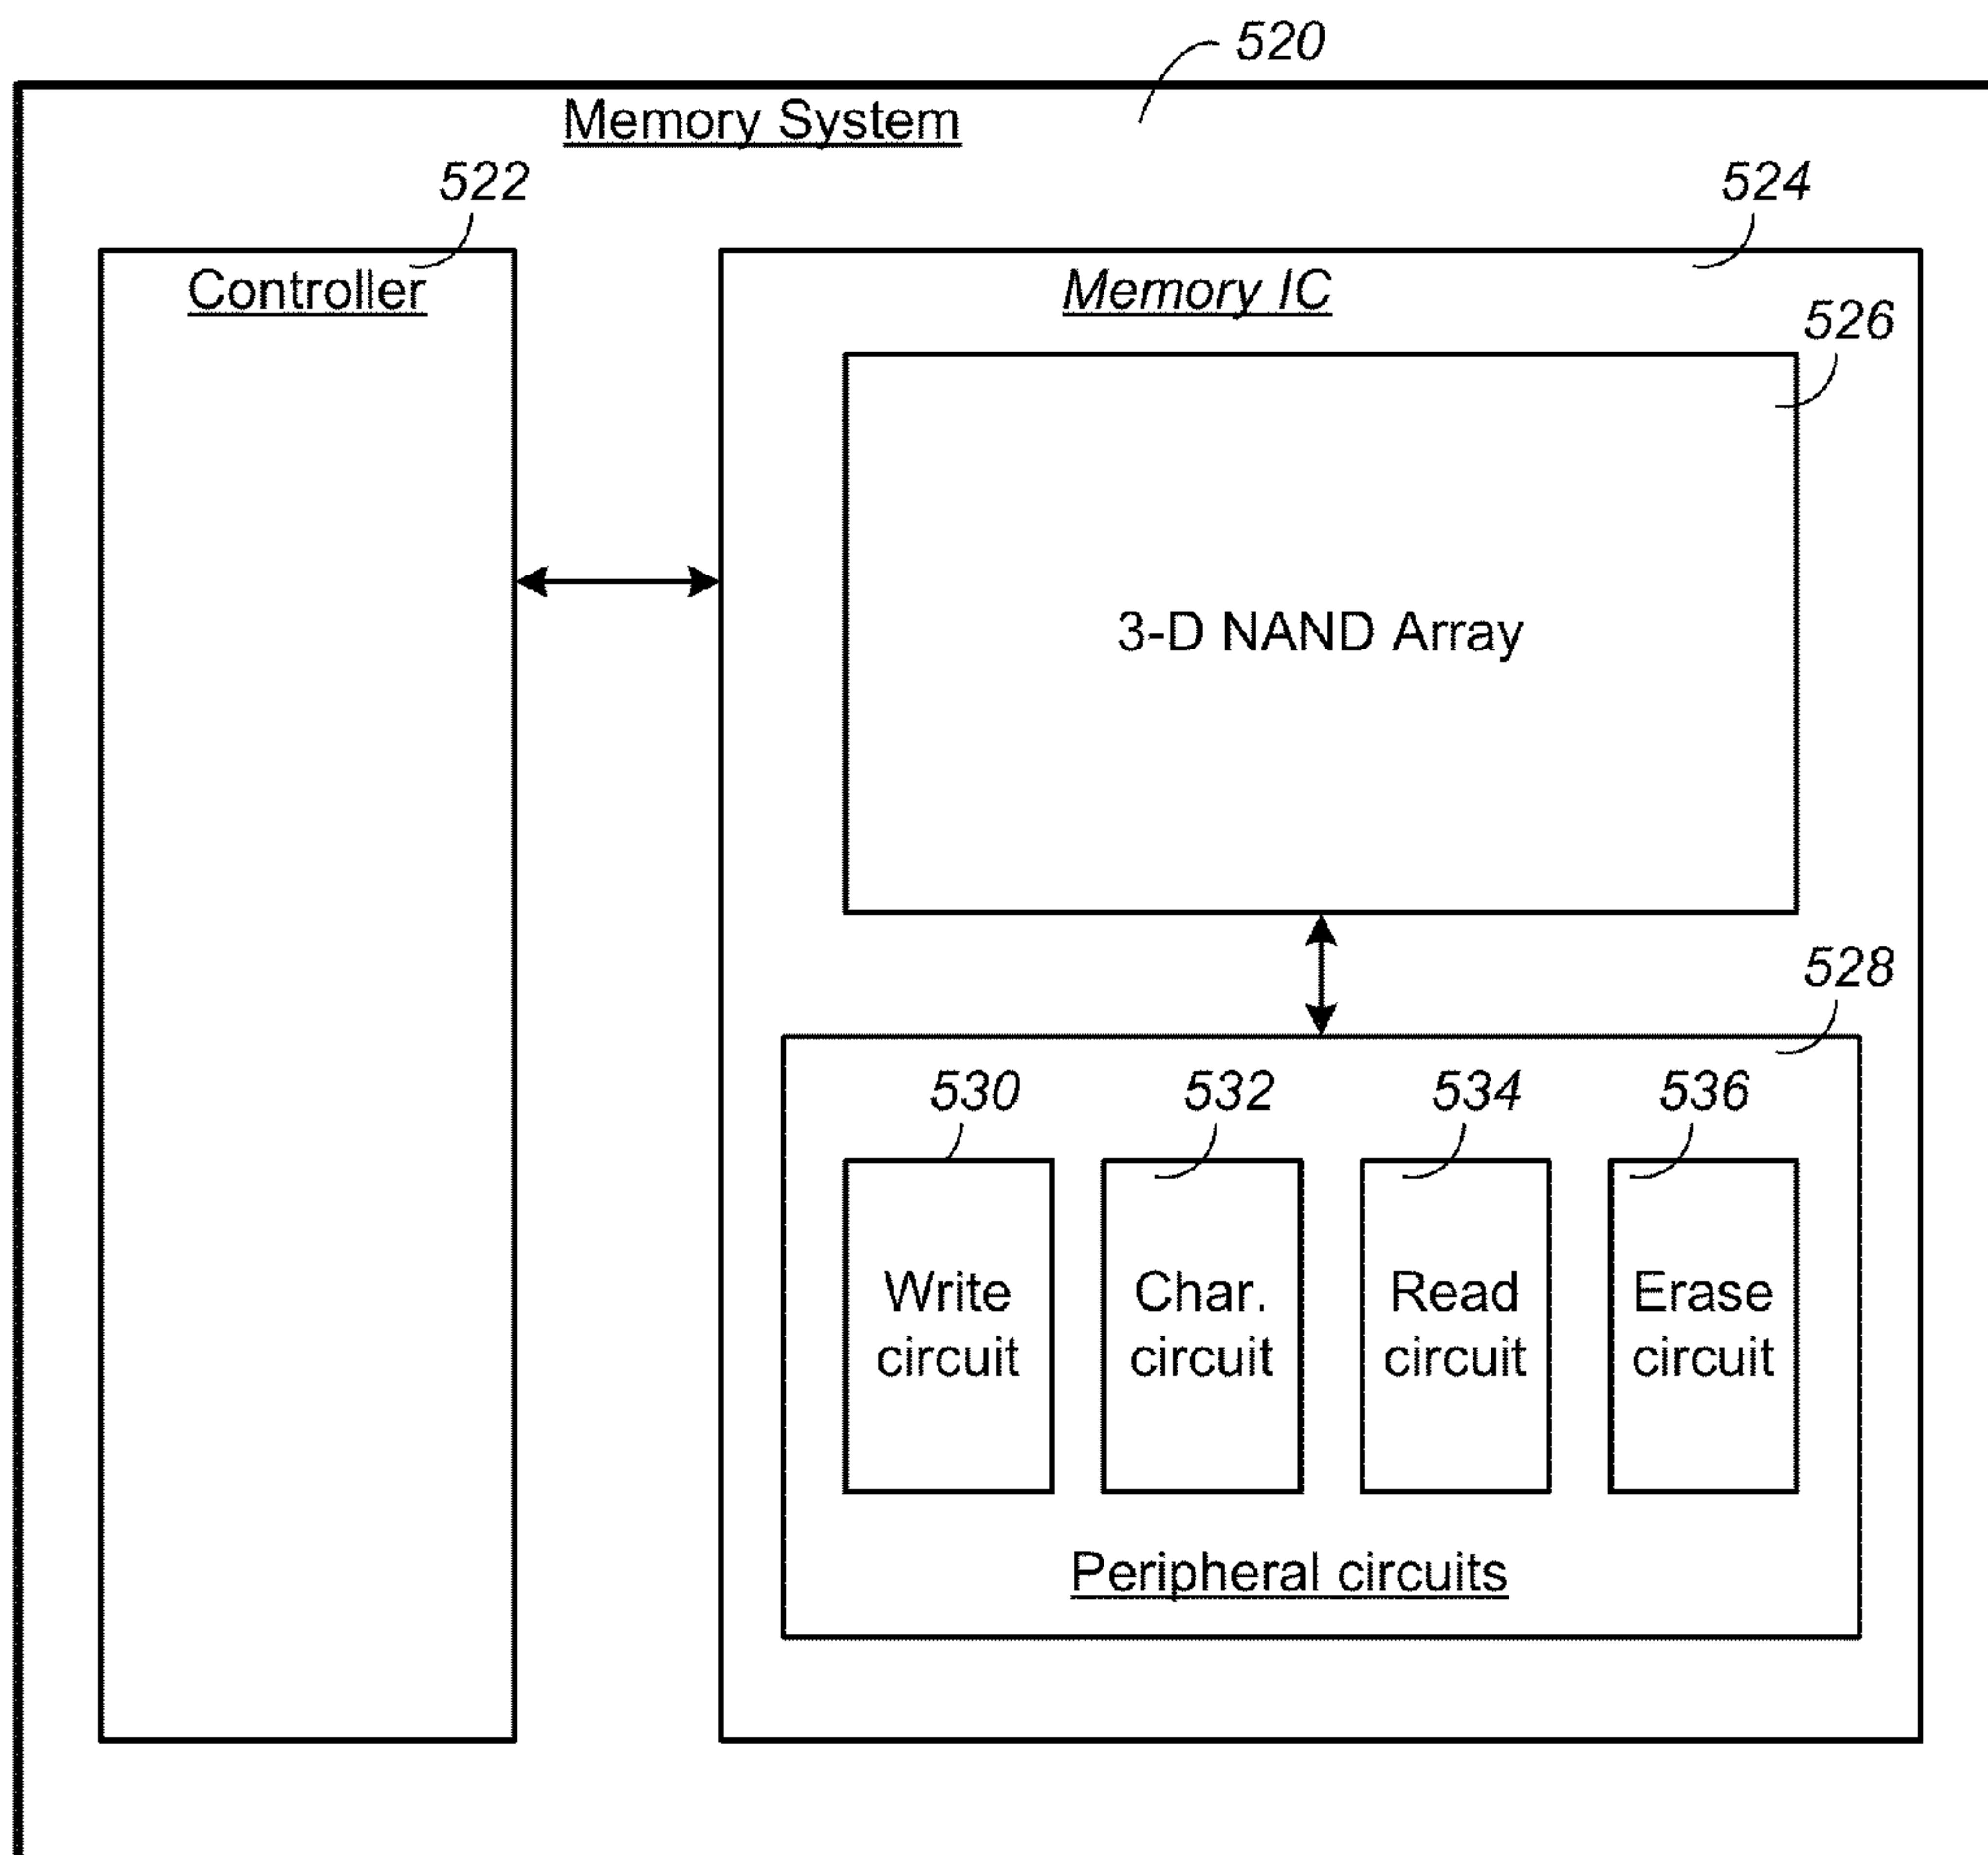 520
Memory System
522
524
Controller
Memory IC
526
3-D NAND Array
528
530
532
534
536
Write
circuit
Char.
circuit
Read
circuit
Erase
circuit
Peripheral circuits